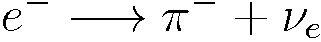 e⁻ ⟶ π⁻ + νₑ